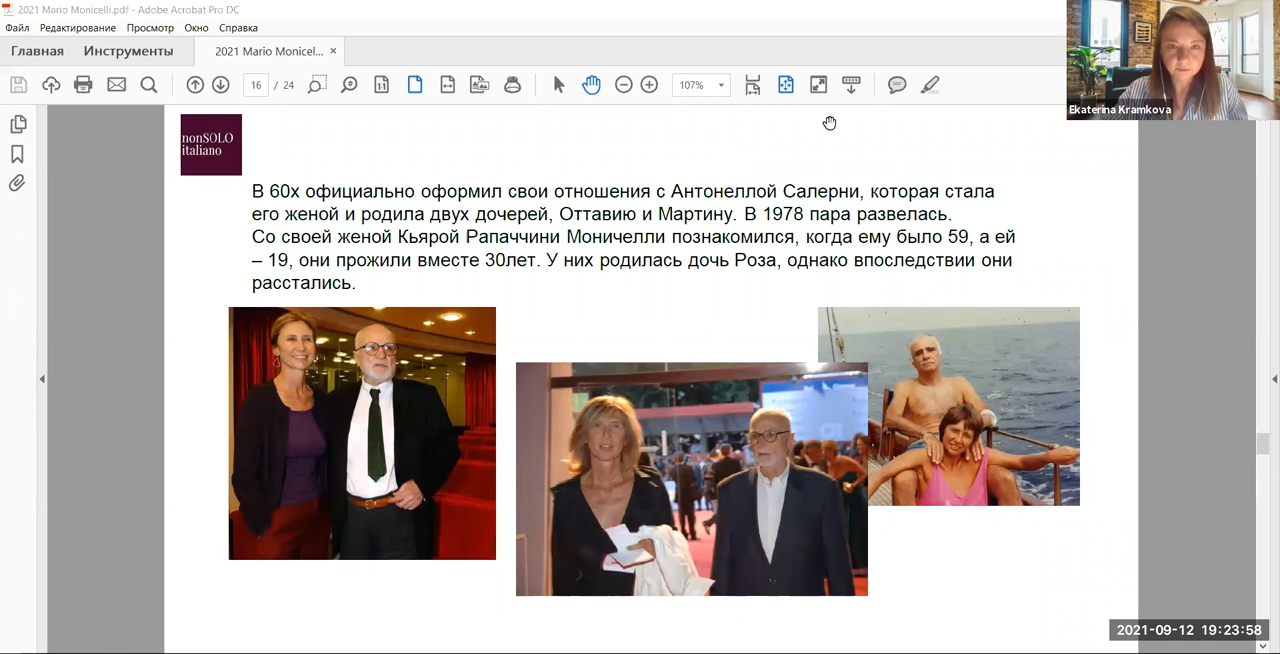 2021 Mario Monicelli.pdf - Adobe Acrobat Pro DC
Файл Редактирование Просмотр Окно Справка
Главная Инструменты 2021 Mario Monicel... ×
16 / 24 107%
Ekaterina Kramkova
nonSOLO
italiano
В 60х официально оформил свои отношения с Антонеллой Салерни, которая стала
его женой и родила двух дочерей, Оттавию и Мартину. В 1978 пара развелась.
Со своей женой Кьярой Рапаччини Моничелли познакомился, когда ему было 59, а ей
– 19, они прожили вместе 30лет. У них родилась дочь Роза, однако впоследствии они
расстались.
2021-09-12 19:23:58